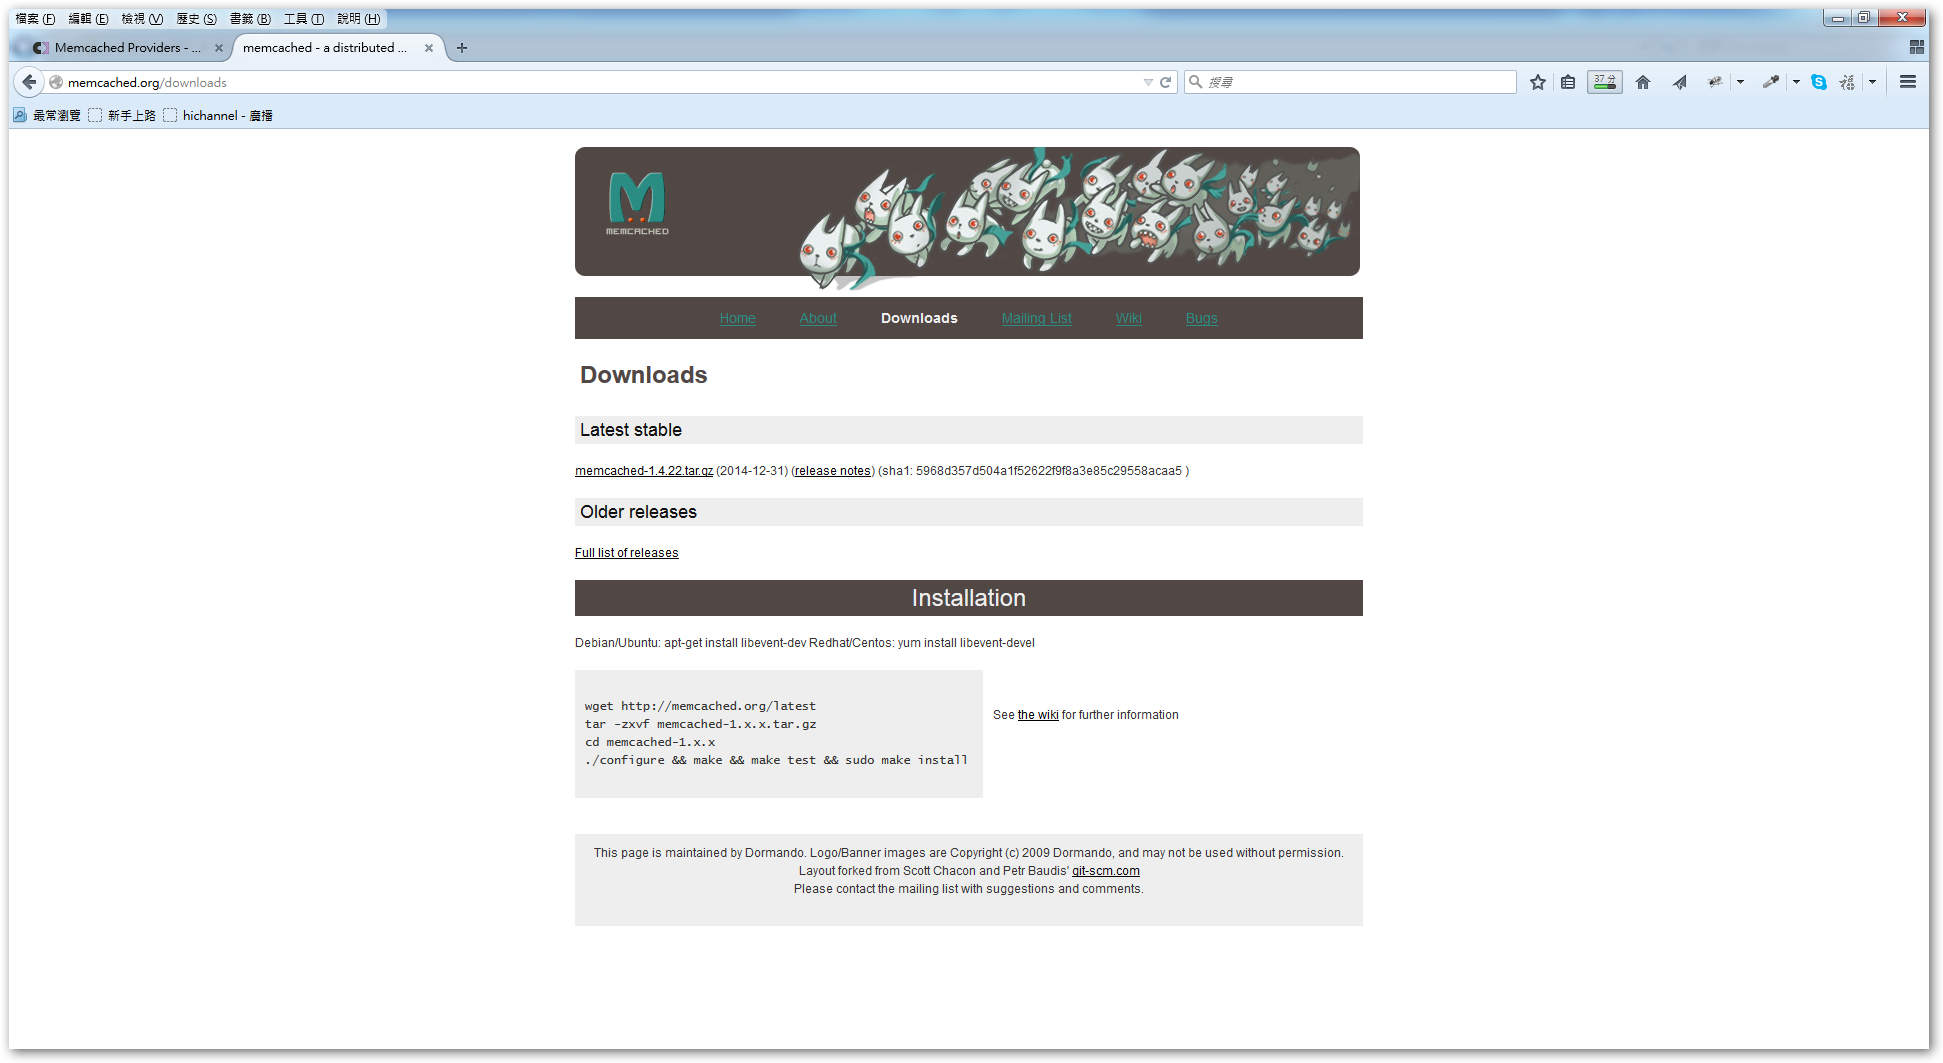 檔案 (F) 編輯 (E) 檢視 (V) 歷史 (S) 書籤 (B) 工具 (T) 說明 (H)
Memcached Providers - ... memcached - a distributed ...
memcached.org/downloads 搜尋 37 分
最常瀏覽 新手上路 hichannel - 廣播
MEMCACHED
Home About Downloads Mailing List Wiki Bugs
Downloads
Latest stable
memcached-1.4.22.tar.gz (2014-12-31) (release notes) (sha1: 5968d357d504a1f52622f9f8a3e85c29558acaa5 )
Older releases
Full list of releases
Installation
Debian/Ubuntu: apt-get install libevent-dev Redhat/Centos: yum install libevent-devel
wget http://memcached.org/latest
tar -zxvf memcached-1.x.x.tar.gz
cd memcached-1.x.x
./configure && make && make test && sudo make install
See the wiki for further information
This page is maintained by Dormando. Logo/Banner images are Copyright (c) 2009 Dormando, and may not be used without permission.
Layout forked from Scott Chacon and Petr Baudis' git-scm.com
Please contact the mailing list with suggestions and comments.